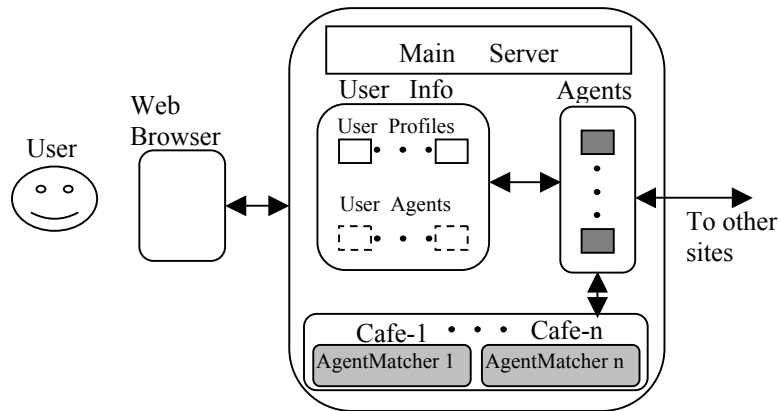 Main Server
User Info
Agents
Web
Browser
User
User Profiles
User Agents
To other
sites
Cafe-1 • • • Cafe-n
AgentMatcher 1
AgentMatcher n